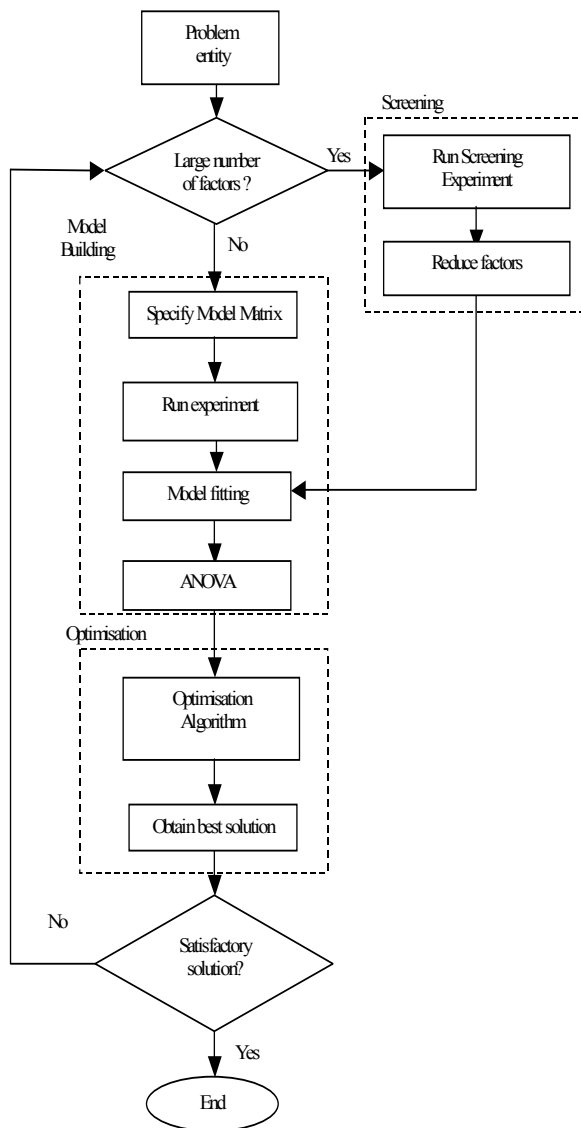 Problem
entity
Screening
Large number
of factors ?
Yes
Run Screening
Experiment
Model
Building
No
Reduce factors
Specify Model Matrix
Run experiment
Model fitting
ANOVA
Optimisation
Optimisation
Algorithm
Obtain best solution
No
Satisfactory
solution?
Yes
End